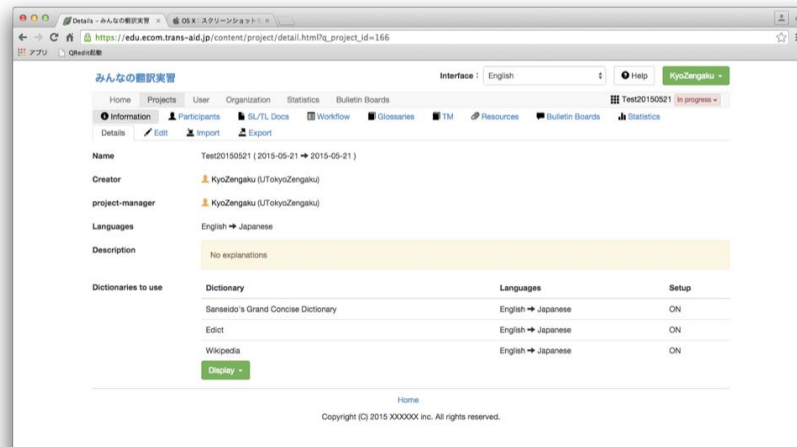 Details - みんなの翻訳実習
OS X：スクリーンショットを
https://edu.ecom.trans-aid.jp/content/project/detail.html?q_project_id=166
アプリ QRedit起動
みんなの翻訳実習 Interface : English Help KyoZengaku
Home Projects User Organization Statistics Bulletin Boards Test20150521 In progress
Information Participants SL/TL Docs Workflow Glossaries TM Resources Bulletin Boards Statistics
Details Edit Import Export
Name Test20150521 ( 2015-05-21 ➔ 2015-05-21 )
Creator KyoZengaku (UTokyoZengaku)
project-manager KyoZengaku (UTokyoZengaku)
Languages English ➔ Japanese
Description No explanations
Dictionaries to use Dictionary Languages Setup
Sanseido's Grand Concise Dictionary English ➔ Japanese ON
Edict English ➔ Japanese ON
Wikipedia English ➔ Japanese ON
Display
Home
Copyright (C) 2015 XXXXXX inc. All rights reserved.